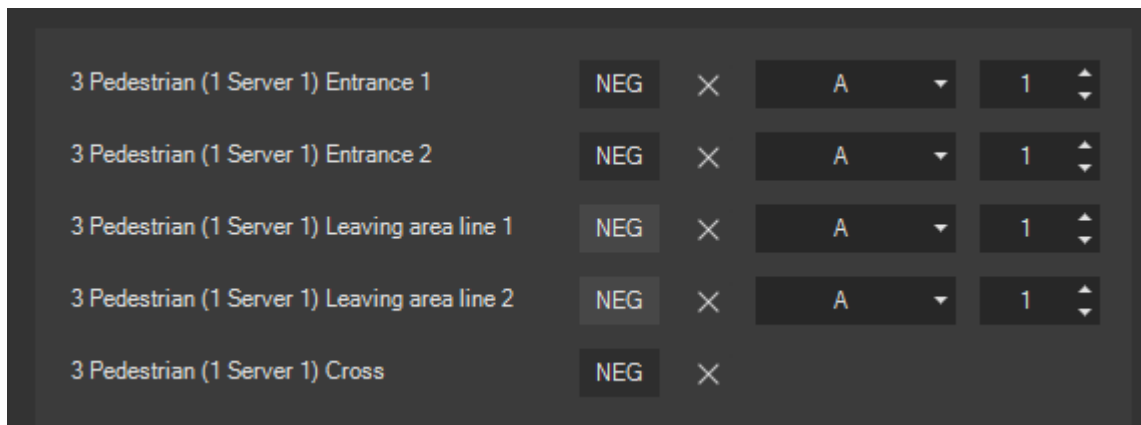 3 Pedestrian (1 Server 1) Entrance 1 NEG A 1
3 Pedestrian (1 Server 1) Entrance 2 NEG A 1
3 Pedestrian (1 Server 1) Leaving area line 1 NEG A 1
3 Pedestrian (1 Server 1) Leaving area line 2 NEG A 1
3 Pedestrian (1 Server 1) Cross NEG